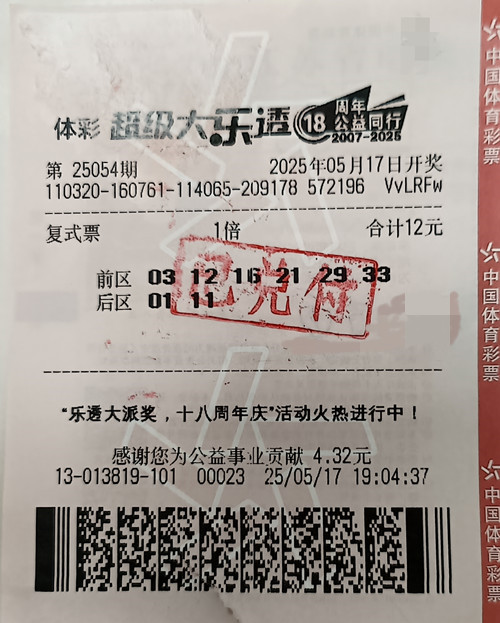 体彩 超级大乐透 18 周年 公益同行 2007-2025
第 25054期 2025年05月17日开奖
110320-160761-114065-209178 572196 VvLRFw
复式票 1倍 合计12元
前区 03 12 16 21 29 33
后区 01 11
已兑付
“乐透大派奖，十八周年庆”活动火热进行中！
感谢您为公益事业贡献 4.32元
13-013819-101 00023 25/05/17 19:04:37
中国体育彩票
中国体育彩票
中国体育彩票